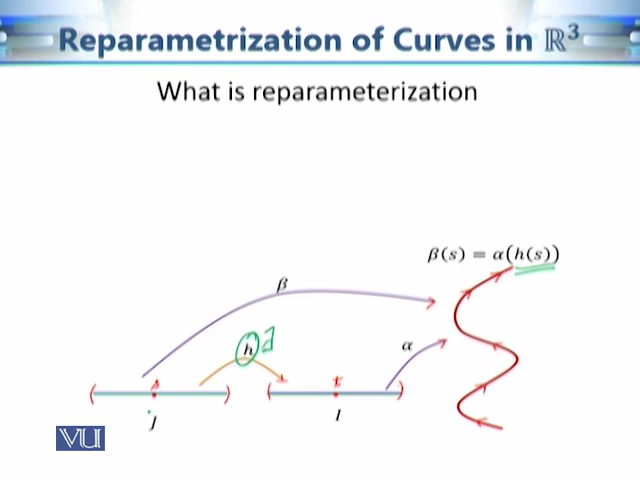 Reparametrization of Curves in ℝ³
What is reparameterization
β(s) = α(h(s))
β
h
α
s
t
J
I
VU